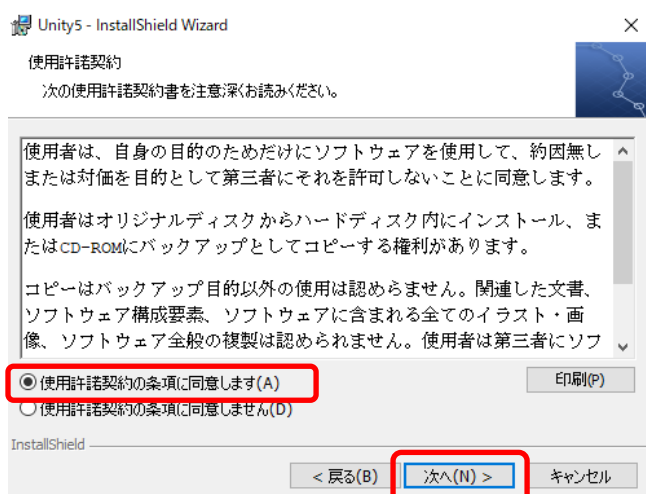 Unity5 - InstallShield Wizard
使用許諾契約
次の使用許諾契約書を注意深くお読みください。
使用者は、自身の目的のためだけにソフトウェアを使用して、約因無し
または対価を目的として第三者にそれを許可しないことに同意します。
使用者はオリジナルディスクからハードディスク内にインストール、ま
たはCD-ROMにバックアップとしてコピーする権利があります。
コピーはバックアップ目的以外の使用は認めらません。関連した文書、
ソフトウェア構成要素、ソフトウェアに含まれる全てのイラスト・画
像、ソフトウェア全般の複製は認められません。使用者は第三者にソフ
使用許諾契約の条項に同意します(A)
印刷(P)
使用許諾契約の条項に同意しません(D)
InstallShield
< 戻る(B)
次へ(N) >
キャンセル